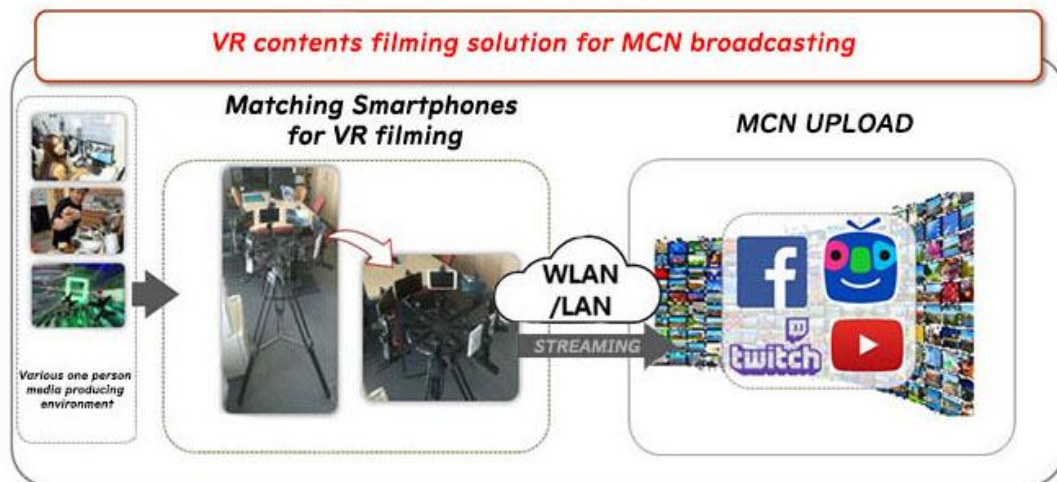 VR contents filming solution for MCN broadcasting
Matching Smartphones
for VR filming
MCN UPLOAD
Various one person
media producing
environment
WLAN
/LAN
STREAMING
f
twitch